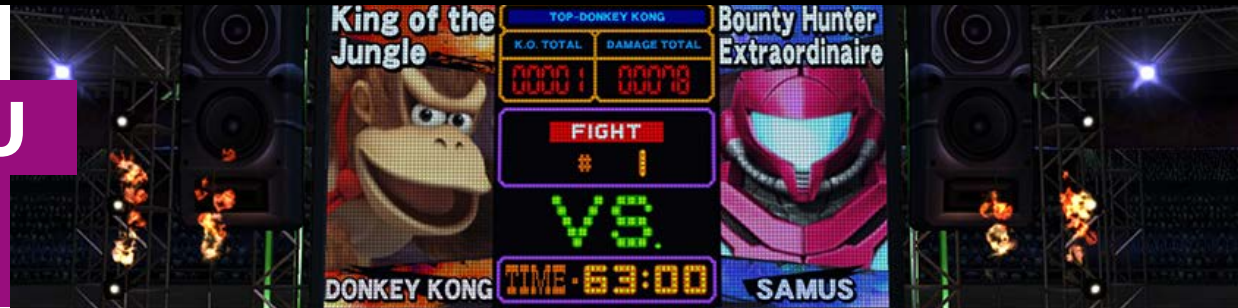 U
King of the
Jungle
DONKEY KONG
TOP-DONKEY KONG
K.O. TOTAL
DAMAGE TOTAL
00001
00078
FIGHT
# 1
VS.
TIME-63:00
Bounty Hunter
Extraordinaire
SAMUS